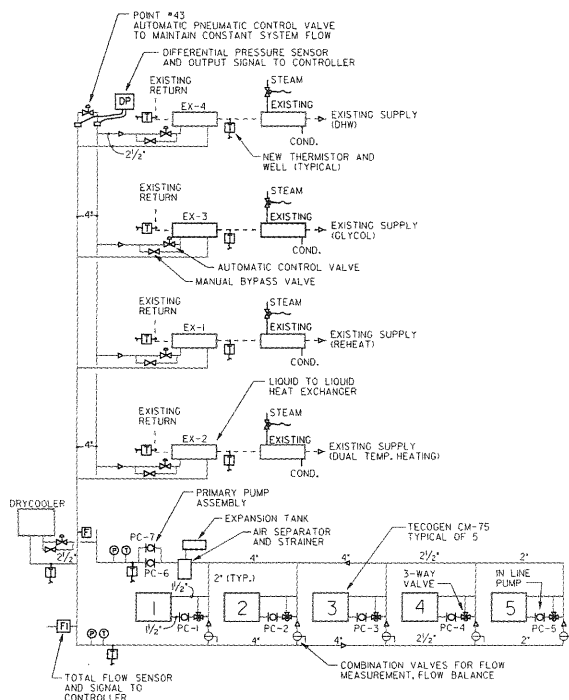 POINT #43
AUTOMATIC PNEUMATIC CONTROL VALVE
TO MAINTAIN CONSTANT SYSTEM FLOW
DIFFERENTIAL PRESSURE SENSOR
AND OUTPUT SIGNAL TO CONTROLLER
DP
EXISTING
RETURN
T
EX-4
STEAM
EXISTING
EXISTING SUPPLY
(DHW)
COND.
T
2½"
NEW THERMISTOR AND
WELL (TYPICAL)
4"
EXISTING
RETURN
T
EX-3
STEAM
EXISTING
EXISTING SUPPLY
(GLYCOL)
COND.
T
AUTOMATIC CONTROL VALVE
MANUAL BYPASS VALVE
EXISTING
RETURN
T
EX-1
STEAM
EXISTING
EXISTING SUPPLY
(REHEAT)
COND.
T
LIQUID TO LIQUID
HEAT EXCHANGER
4"
EXISTING
RETURN
T
EX-2
STEAM
EXISTING
EXISTING SUPPLY
(DUAL TEMP. HEATING)
COND.
T
DRYCOOLER
F
2½"
T
PRIMARY PUMP
ASSEMBLY
EXPANSION TANK
AIR SEPARATOR
AND STRAINER
PC-7
PC-6
P T
T
TECOGEN CM-75
TYPICAL OF 5
4" 4" 2½" 2"
2" (TYP.)
1½"
3-WAY
VALVE
IN LINE
PUMP
1 2 3 4 5
1½"
PC-1 PC-2 PC-3 PC-4 PC-5
4" 4" 2½" 2"
FI
P T
T
COMBINATION VALVES FOR FLOW
MEASUREMENT, FLOW BALANCE
TOTAL FLOW SENSOR
AND SIGNAL TO
CONTROLLER